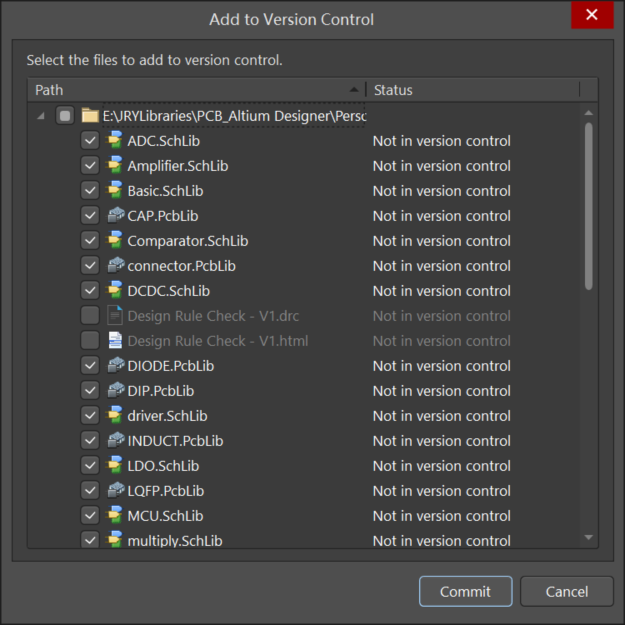 Add to Version Control
Select the files to add to version control.
Path Status
E:\JRYLibraries\PCB_Altium Designer\Perso
ADC.SchLib Not in version control
Amplifier.SchLib Not in version control
Basic.SchLib Not in version control
CAP.PcbLib Not in version control
Comparator.SchLib Not in version control
connector.PcbLib Not in version control
DCDC.SchLib Not in version control
Design Rule Check - V1.drc Not in version control
Design Rule Check - V1.html Not in version control
DIODE.PcbLib Not in version control
DIP.PcbLib Not in version control
driver.SchLib Not in version control
INDUCT.PcbLib Not in version control
LDO.SchLib Not in version control
LQFP.PcbLib Not in version control
MCU.SchLib Not in version control
multiply.SchLib Not in version control
Commit Cancel